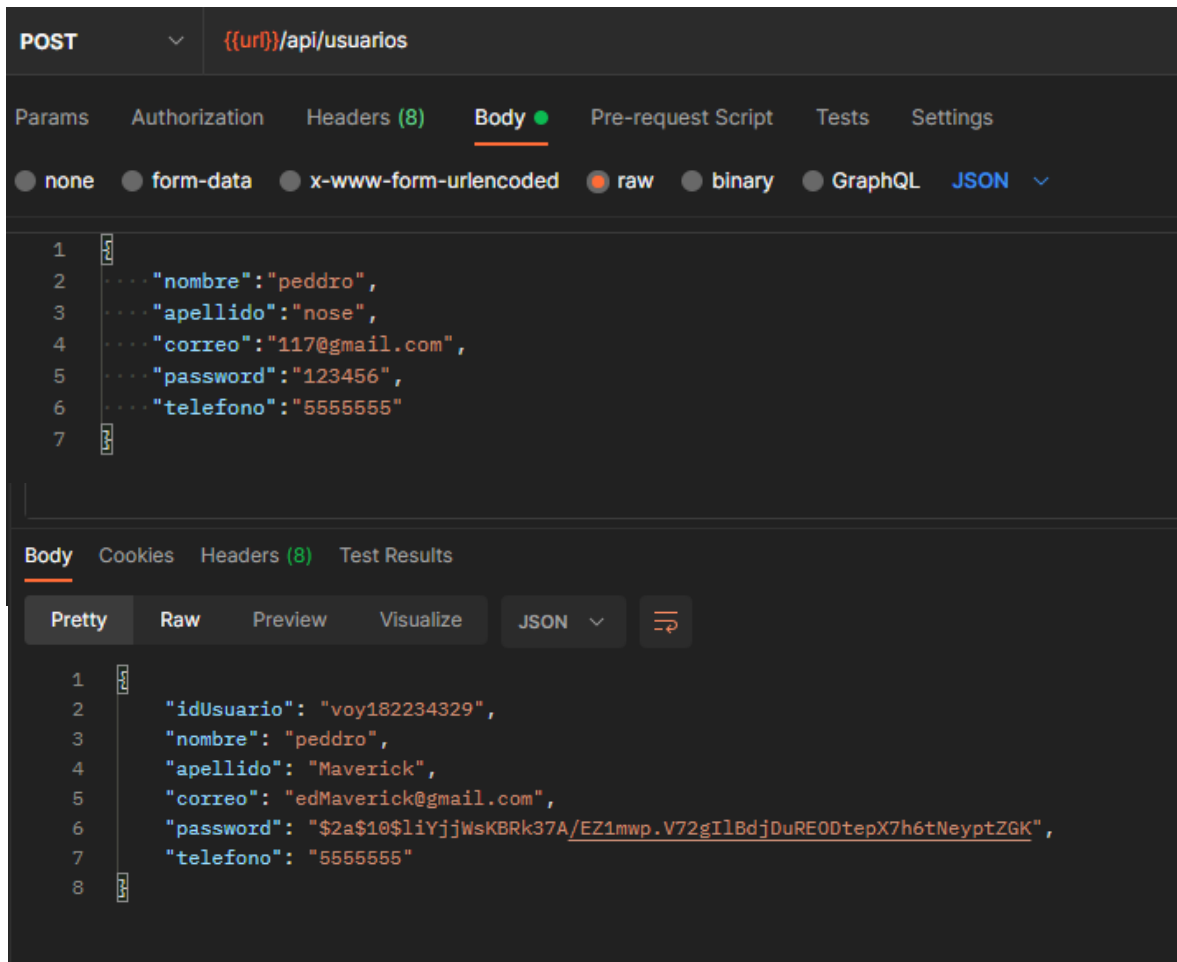 POST {{url}}/api/usuarios
Params Authorization Headers (8) Body Pre-request Script Tests Settings
none form-data x-www-form-urlencoded raw binary GraphQL JSON
1 {
2 "nombre":"peddro",
3 "apellido":"nose",
4 "correo":"117@gmail.com",
5 "password":"123456",
6 "telefono":"5555555"
7 }
Body Cookies Headers (8) Test Results
Pretty Raw Preview Visualize JSON
1 {
2 "idUsuario": "voy182234329",
3 "nombre": "peddro",
4 "apellido": "Maverick",
5 "correo": "edMaverick@gmail.com",
6 "password": "$2a$10$liYjjWsKBRk37A/EZ1mwp.V72gIlBdjDuREODtepX7h6tNeyptZGK",
7 "telefono": "5555555"
8 }